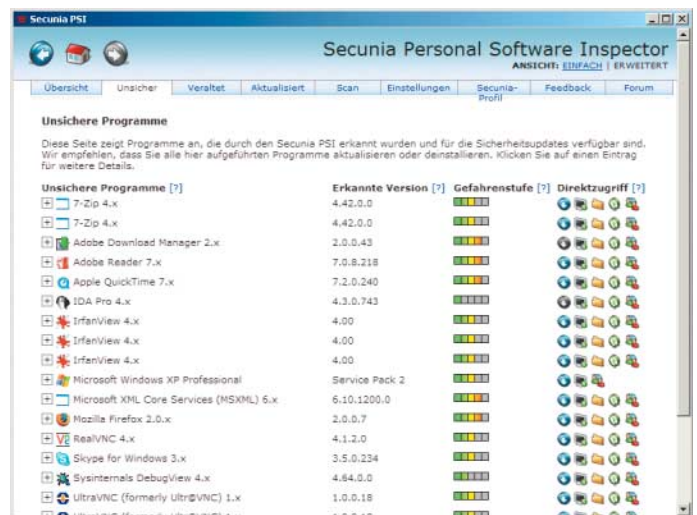 Secunia PSI
Secunia Personal Software Inspector
ANSICHT: EINFACH | ERWEITERT
Übersicht Unsicher Veraltet Aktualisiert Scan Einstellungen Secunia-Profil Feedback Forum
Unsichere Programme
Diese Seite zeigt Programme an, die durch den Secunia PSI erkannt wurden und für die Sicherheitsupdates verfügbar sind.
Wir empfehlen, dass Sie alle hier aufgeführten Programme aktualisieren oder deinstallieren. Klicken Sie auf einen Eintrag
für weitere Details.
Unsichere Programme [?] Erkannte Version [?] Gefahrenstufe [?] Direktzugriff [?]
7-Zip 4.x 4.42.0.0
7-Zip 4.x 4.42.0.0
Adobe Download Manager 2.x 2.0.0.43
Adobe Reader 7.x 7.0.8.218
Apple QuickTime 7.x 7.2.0.240
IDA Pro 4.x 4.3.0.743
IrfanView 4.x 4.00
IrfanView 4.x 4.00
IrfanView 4.x 4.00
Microsoft Windows XP Professional Service Pack 2
Microsoft XML Core Services (MSXML) 6.x 6.10.1200.0
Mozilla Firefox 2.0.x 2.0.0.7
RealVNC 4.x 4.1.2.0
Skype for Windows 3.x 3.5.0.234
Sysinternals DebugView 4.x 4.64.0.0
UltraVNC (formerly Ultr@VNC) 1.x 1.0.0.18